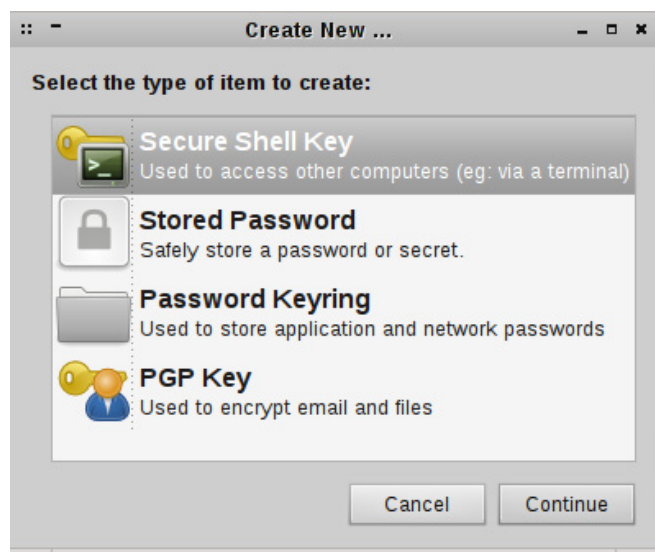 Create New ...
Select the type of item to create:
Secure Shell Key
Used to access other computers (eg: via a terminal)
Stored Password
Safely store a password or secret.
Password Keyring
Used to store application and network passwords
PGP Key
Used to encrypt email and files
Cancel Continue